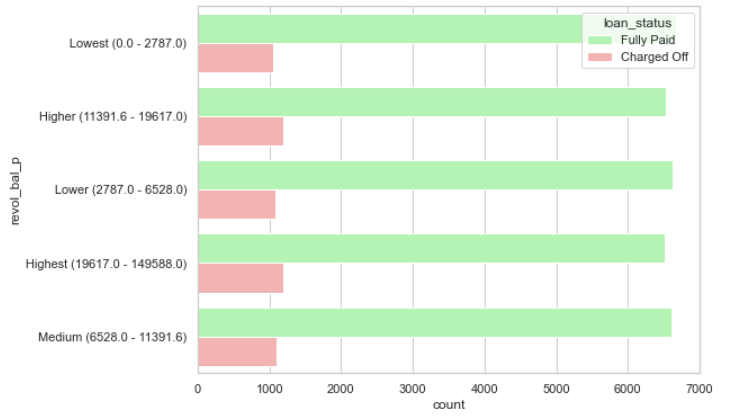 loan_status
Fully Paid
Charged Off
revol_bal_p
Lowest (0.0 - 2787.0)
Higher (11391.6 - 19617.0)
Lower (2787.0 - 6528.0)
Highest (19617.0 - 149588.0)
Medium (6528.0 - 11391.6)
0 1000 2000 3000 4000 5000 6000 7000
count